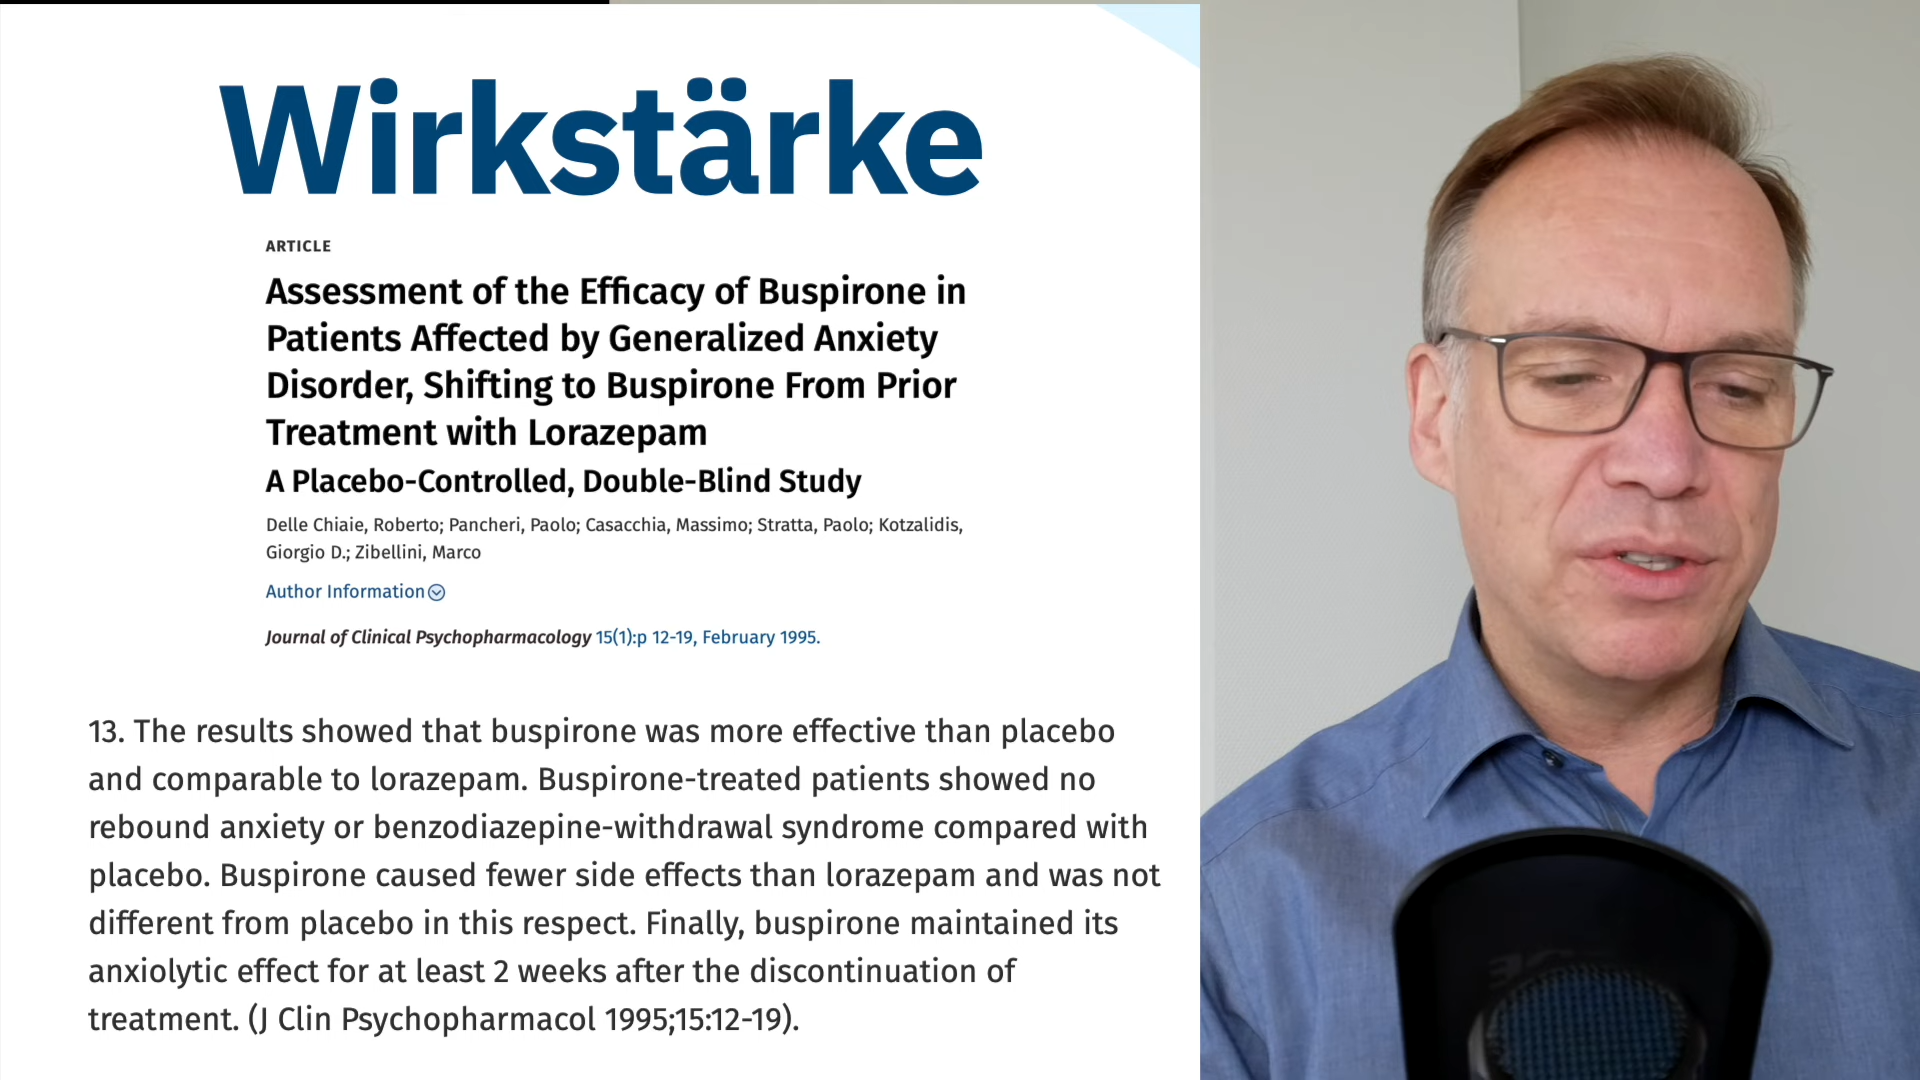 Wirkstärke
ARTICLE
Assessment of the Efficacy of Buspirone in
Patients Affected by Generalized Anxiety
Disorder, Shifting to Buspirone From Prior
Treatment with Lorazepam
A Placebo-Controlled, Double-Blind Study
Delle Chiaie, Roberto; Pancheri, Paolo; Casacchia, Massimo; Stratta, Paolo; Kotzalidis,
Giorgio D.; Zibellini, Marco
Author Information
Journal of Clinical Psychopharmacology 15(1):p 12-19, February 1995.
13. The results showed that buspirone was more effective than placebo
and comparable to lorazepam. Buspirone-treated patients showed no
rebound anxiety or benzodiazepine-withdrawal syndrome compared with
placebo. Buspirone caused fewer side effects than lorazepam and was not
different from placebo in this respect. Finally, buspirone maintained its
anxiolytic effect for at least 2 weeks after the discontinuation of
treatment. (J Clin Psychopharmacol 1995;15:12-19).